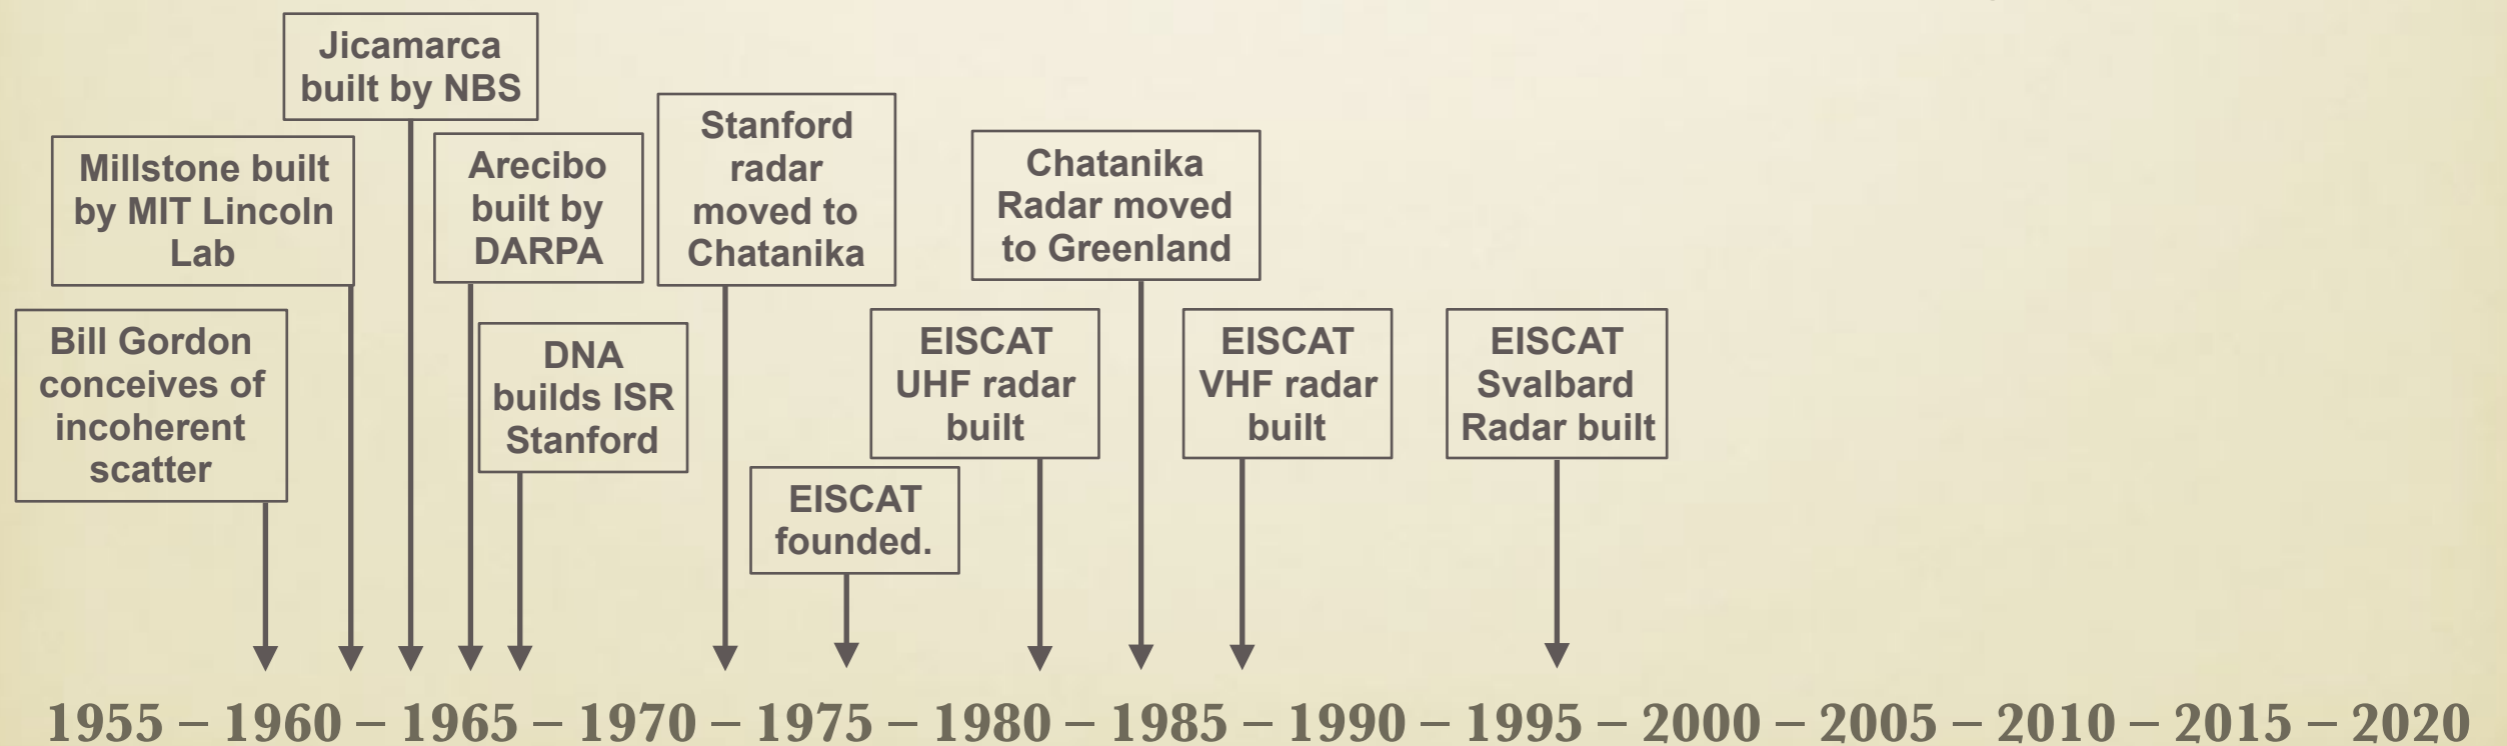 Jicamarca
built by NBS
Millstone built
by MIT Lincoln
Lab
Arecibo
built by
DARPA
Stanford
radar
moved to
Chatanika
Chatanika
Radar moved
to Greenland
Bill Gordon
conceives of
incoherent
scatter
DNA
builds ISR
Stanford
EISCAT
founded.
EISCAT
UHF radar
built
EISCAT
VHF radar
built
EISCAT
Svalbard
Radar built
1955 – 1960 – 1965 – 1970 – 1975 – 1980 – 1985 – 1990 – 1995 – 2000 – 2005 – 2010 – 2015 – 2020